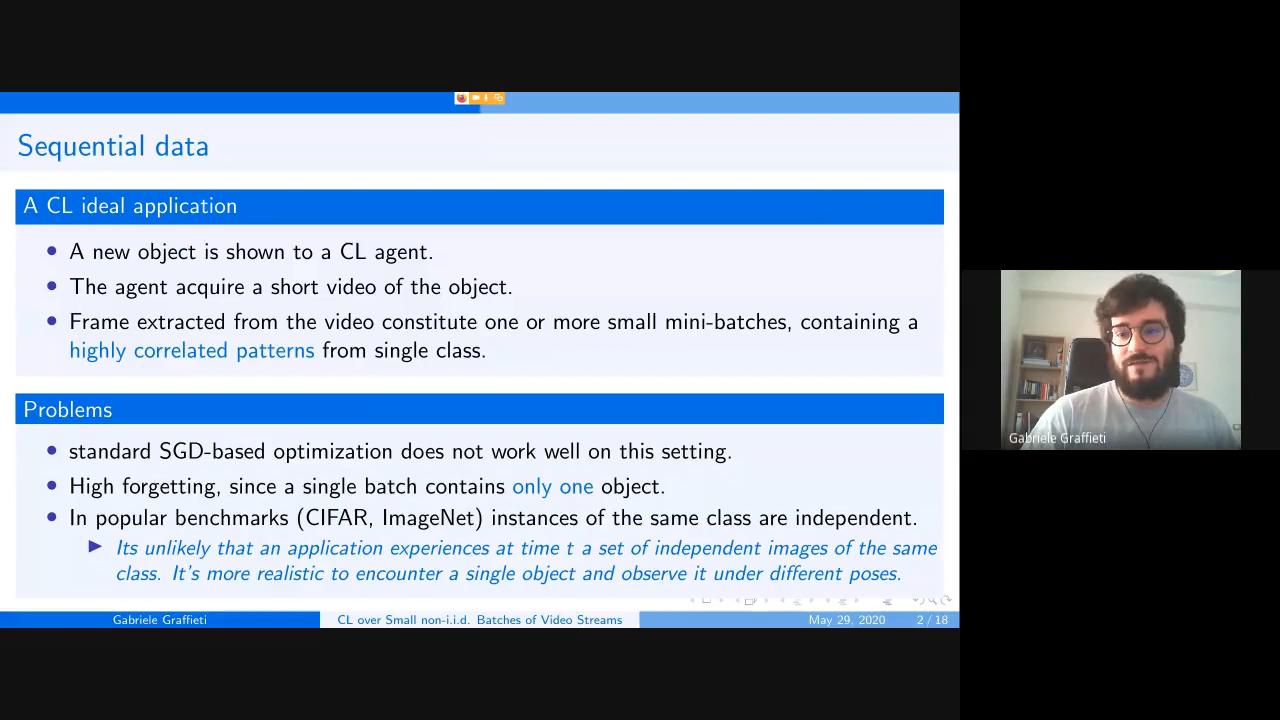 Sequential data
A CL ideal application
A new object is shown to a CL agent.
The agent acquire a short video of the object.
Frame extracted from the video constitute one or more small mini-batches, containing a
highly correlated patterns from single class.
Problems
standard SGD-based optimization does not work well on this setting.
High forgetting, since a single batch contains only one object.
In popular benchmarks (CIFAR, ImageNet) instances of the same class are independent.
Its unlikely that an application experiences at time t a set of independent images of the same
class. It's more realistic to encounter a single object and observe it under different poses.
Gabriele Graffieti
CL over Small non-i.i.d. Batches of Video Streams
May 29, 2020
2 / 18
Gabriele Graffieti